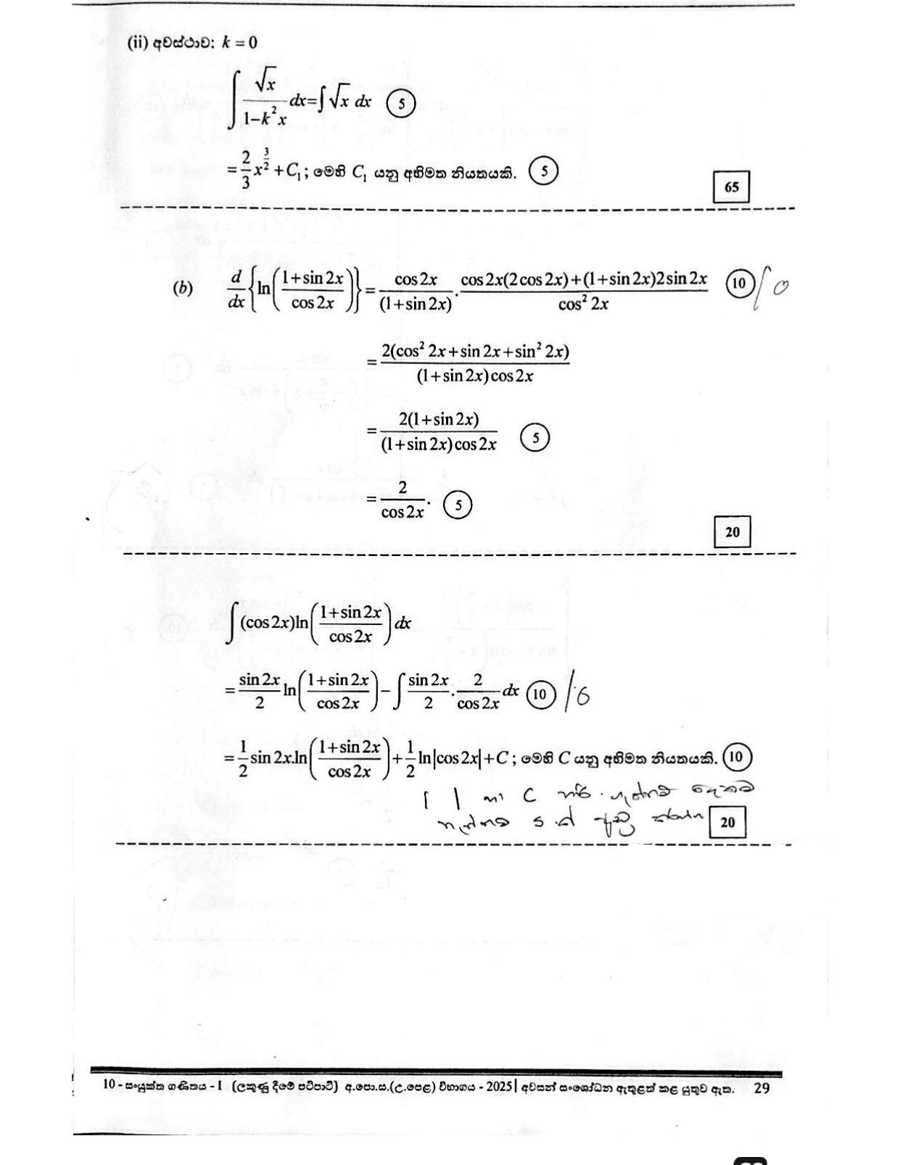 (ii) අවස්ථාව: k = 0
∫ √x / (1−k²x) dx = ∫ √x dx (5)
= 2/3 x^(3/2) + C₁ ; මෙහි C₁ යනු අභිමත නියතයකි. (5)
65
(b) d/dx {ln((1+sin 2x)/(cos 2x))} = cos 2x/(1+sin 2x) . (cos 2x(2 cos 2x)+(1+sin 2x)2 sin 2x)/(cos² 2x) (10) / 0
= 2(cos² 2x + sin 2x + sin² 2x)/((1+sin 2x) cos 2x)
= 2(1+sin 2x)/((1+sin 2x) cos 2x) (5)
= 2/(cos 2x) . (5)
20
∫ (cos 2x) ln((1+sin 2x)/(cos 2x)) dx
= (sin 2x)/2 ln((1+sin 2x)/(cos 2x)) − ∫ (sin 2x)/2 . 2/(cos 2x) dx (10)
= 1/2 sin 2x. ln((1+sin 2x)/(cos 2x)) + 1/2 ln|cos 2x| + C ; මෙහි C යනු අභිමත නියතයකි. (10)
| | හා C
5 ක් අඩු
20
10 - සංයුක්ත ගණිතය - I (ලකුණු දීමේ පටිපාටි) අ.පො.ස.(උ.පෙළ) විභාගය - 2025 | අවසන් සංශෝධන ඇතුළත් කළ යුතුව ඇත. 29